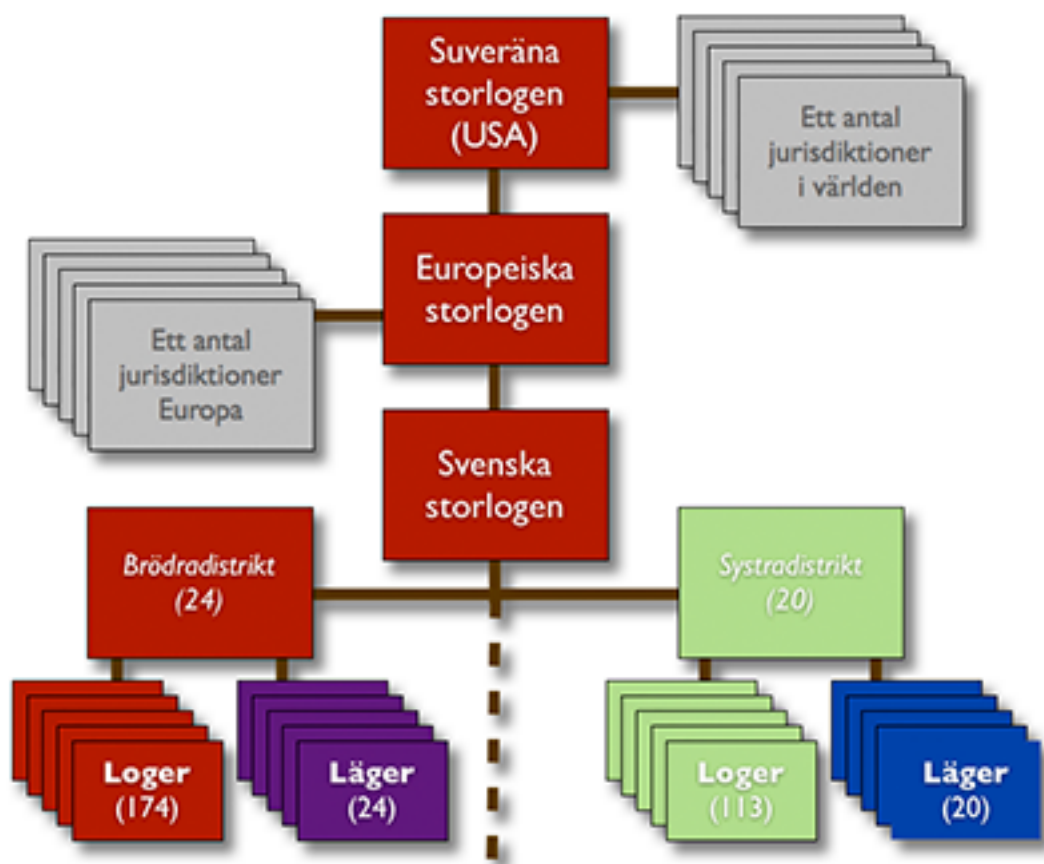 Suveräna
storlogen
(USA)
Ett antal
jurisdiktioner
i världen
Europeiska
storlogen
Ett antal
jurisdiktioner
Europa
Svenska
storlogen
Brödradistrikt
(24)
Systradistrikt
(20)
Loger
(174)
Läger
(24)
Loger
(113)
Läger
(20)